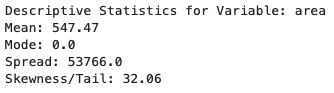 Descriptive Statistics for Variable: area
Mean: 547.47
Mode: 0.0
Spread: 53766.0
Skewness/Tail: 32.06